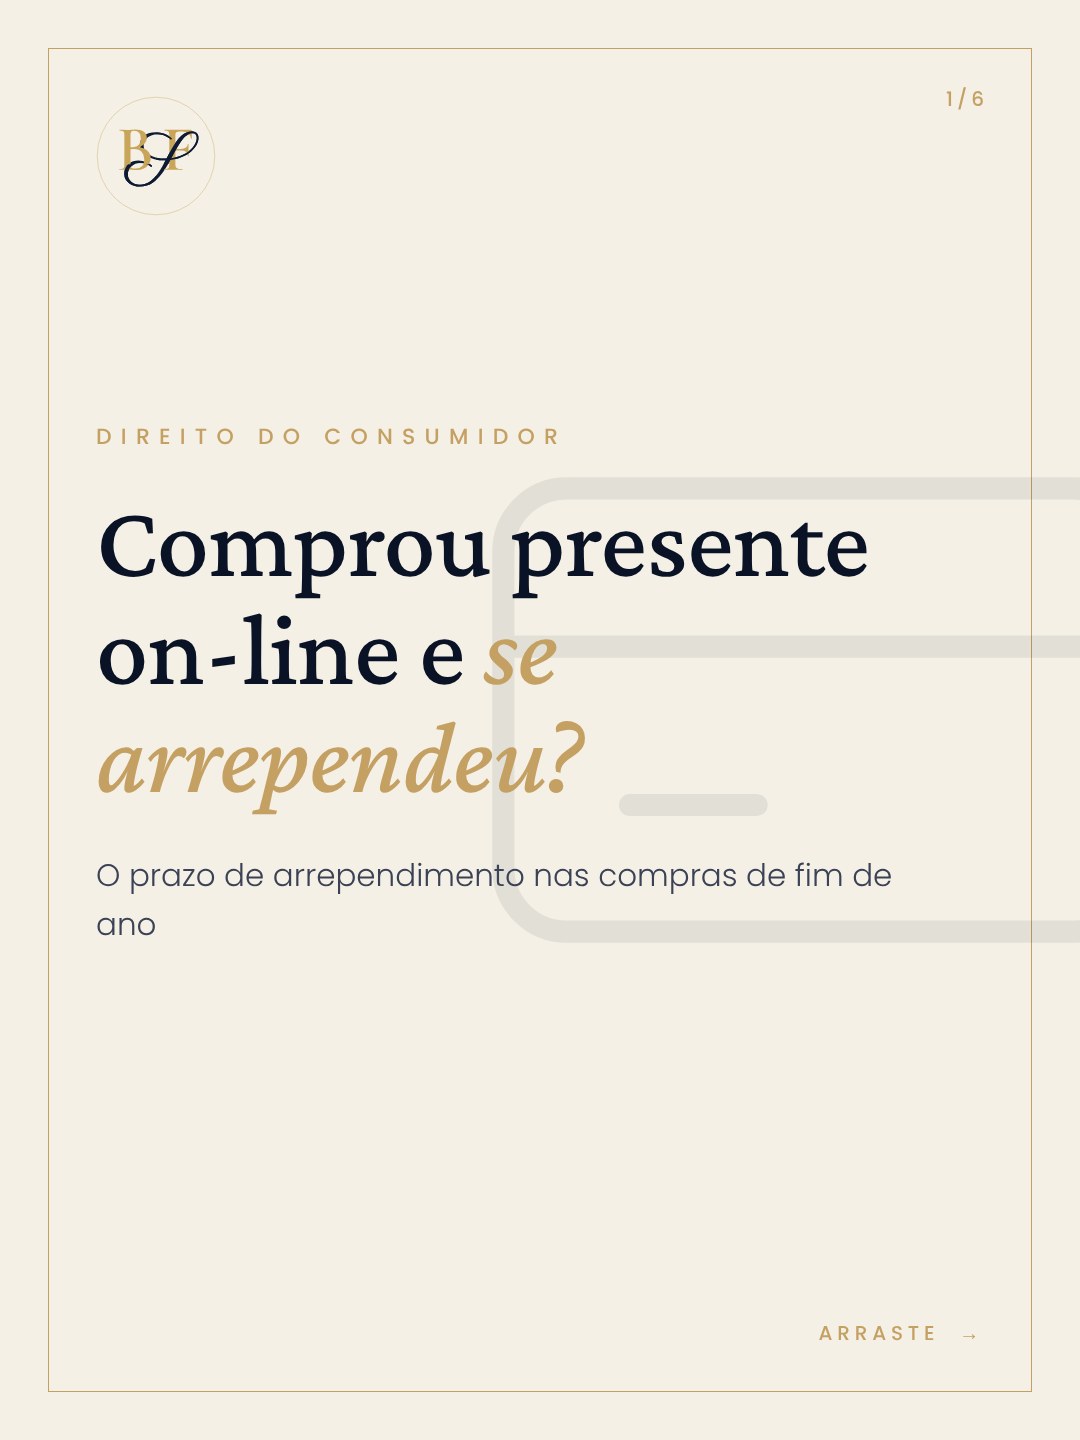 BSF
1/6
DIREITO DO CONSUMIDOR
Comprou presente
on-line e se
arrependeu?
O prazo de arrependimento nas compras de fim de
ano
ARRASTE →